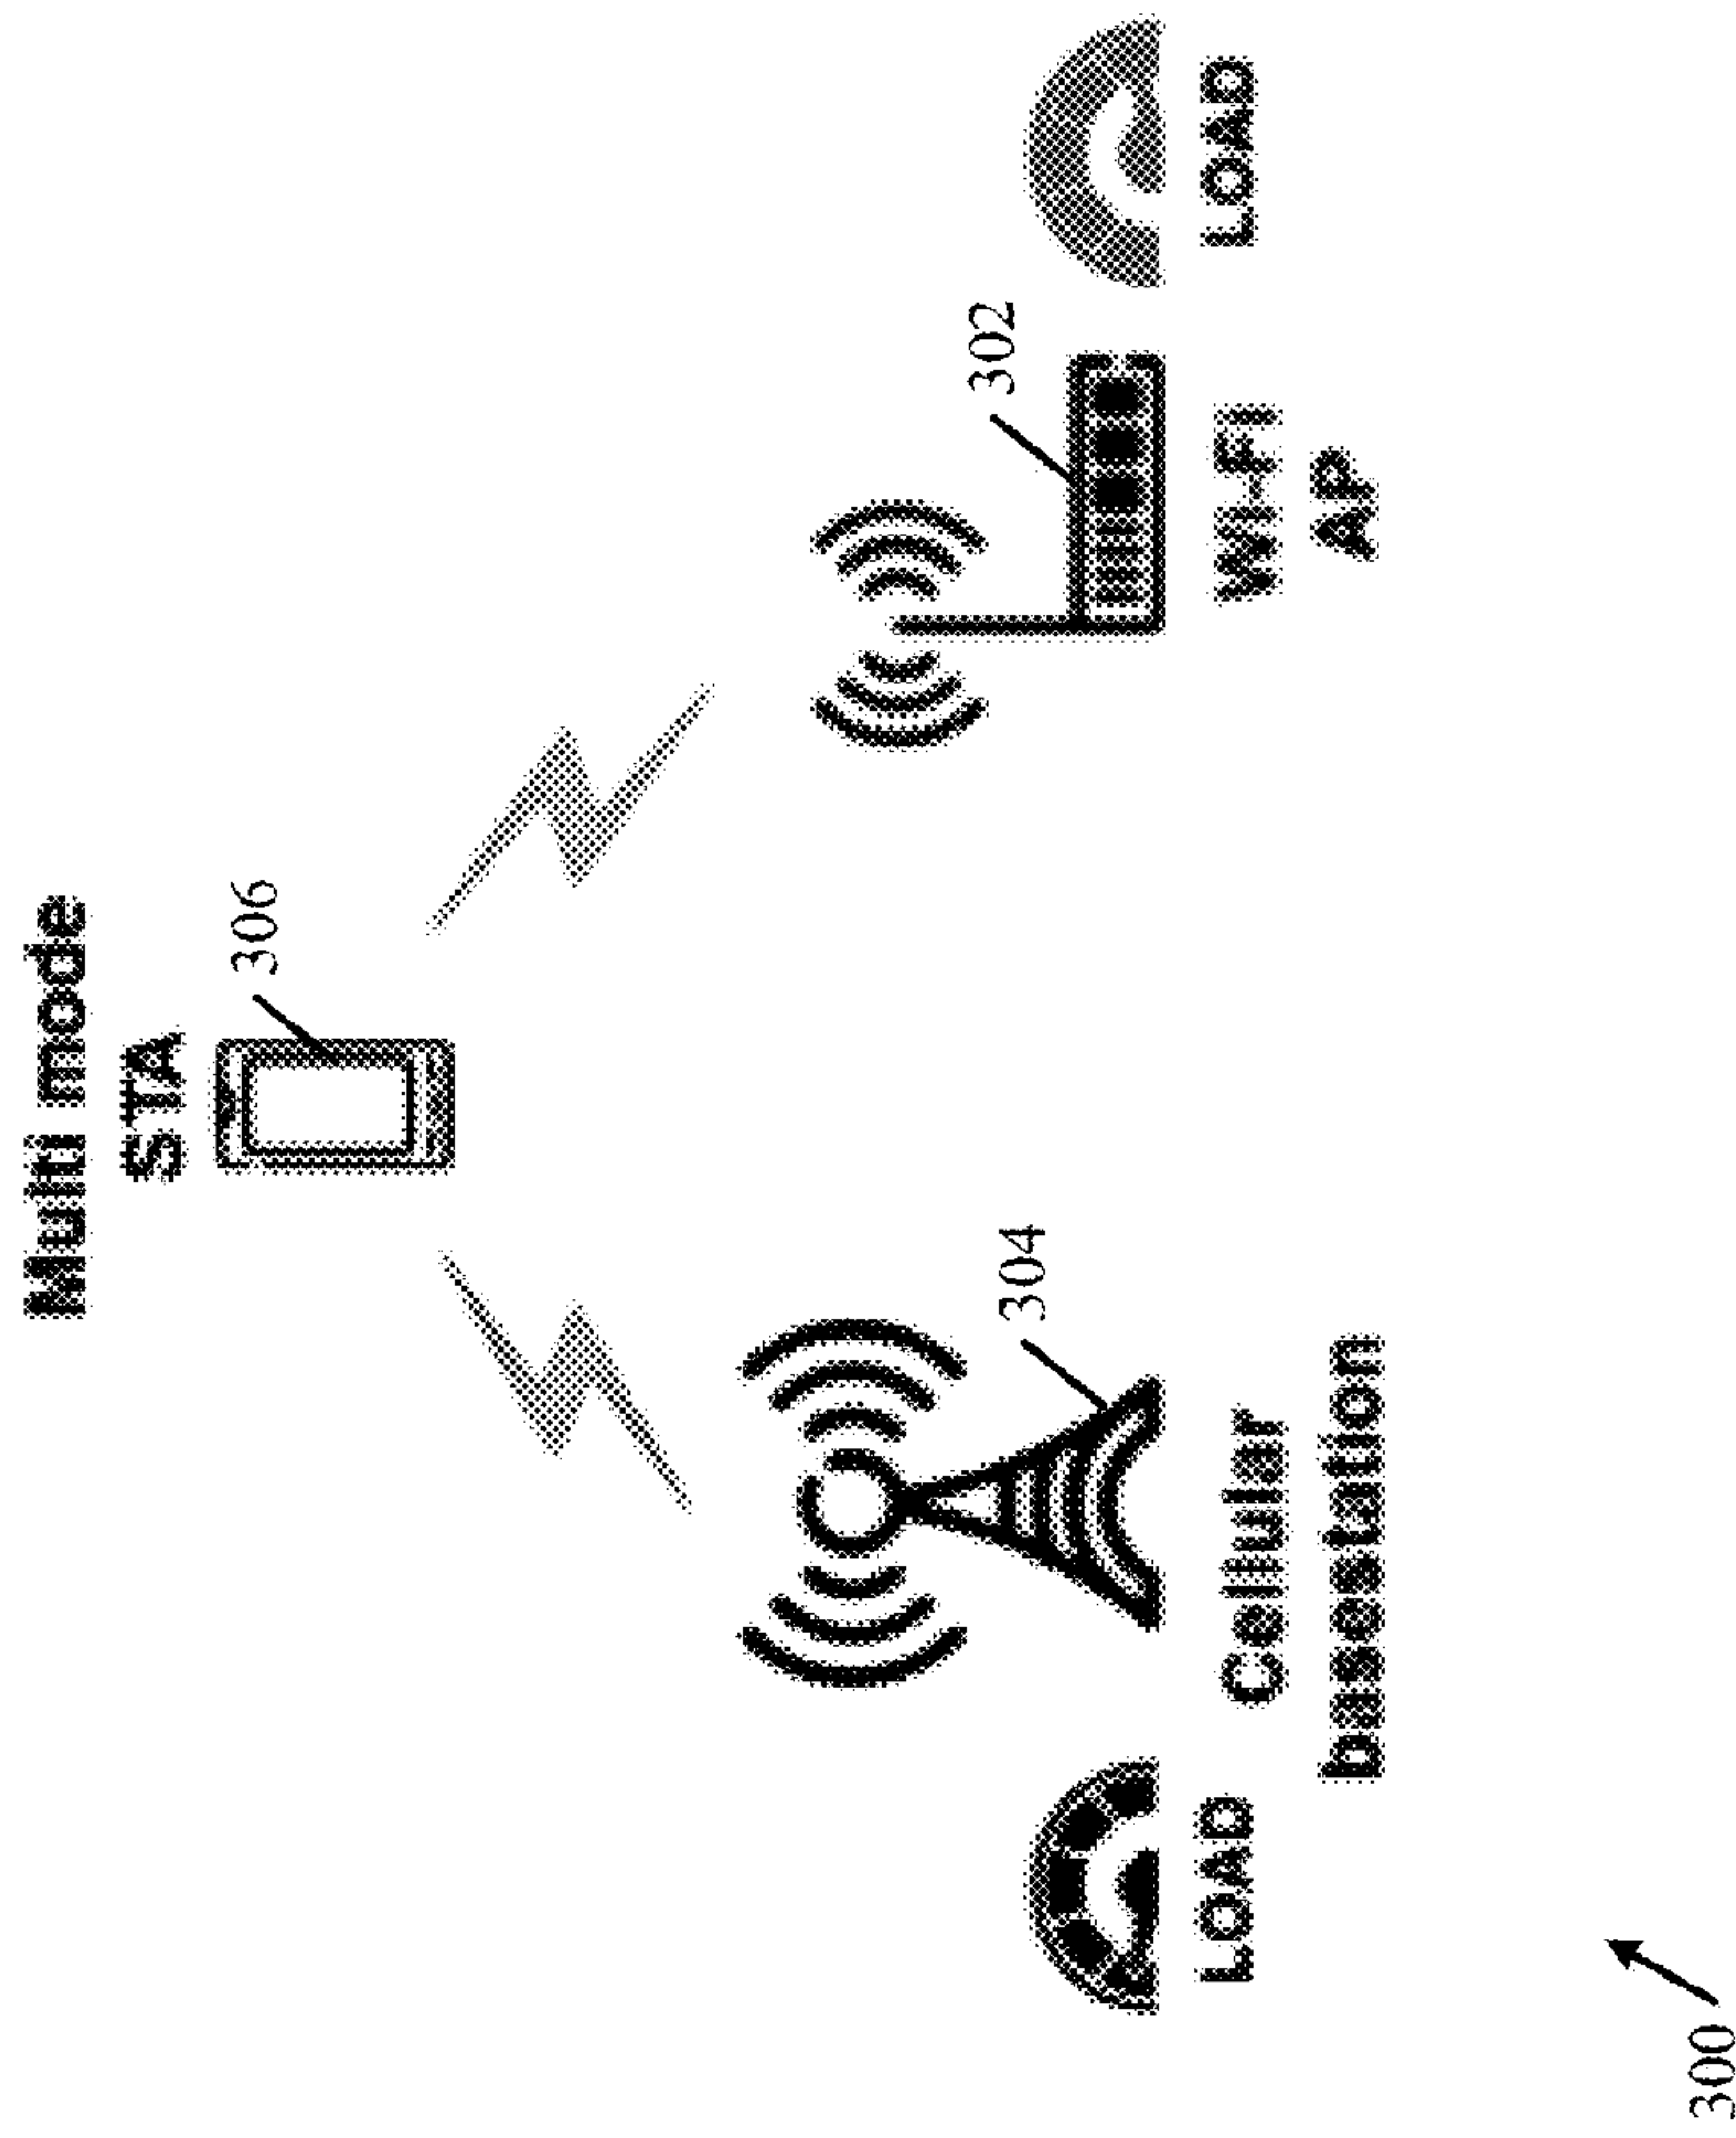 Multi mode
STA
306
304
302
LOAD
Cellular
basestation
WI-FI
AP
LOAD
300